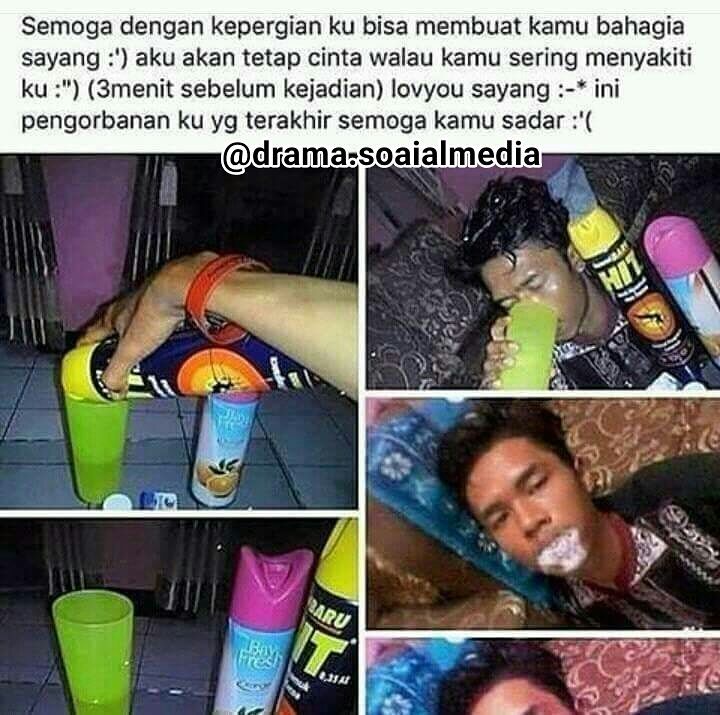 Semoga dengan kepergian ku bisa membuat kamu bahagia
sayang :') aku akan tetap cinta walau kamu sering menyakiti
ku :") (3menit sebelum kejadian) lovyou sayang :-* ini
pengorbanan ku yg terakhir semoga kamu sadar :'(
@drama.soaialmedia
HIT
Bay
Fresh
BARU
HIT